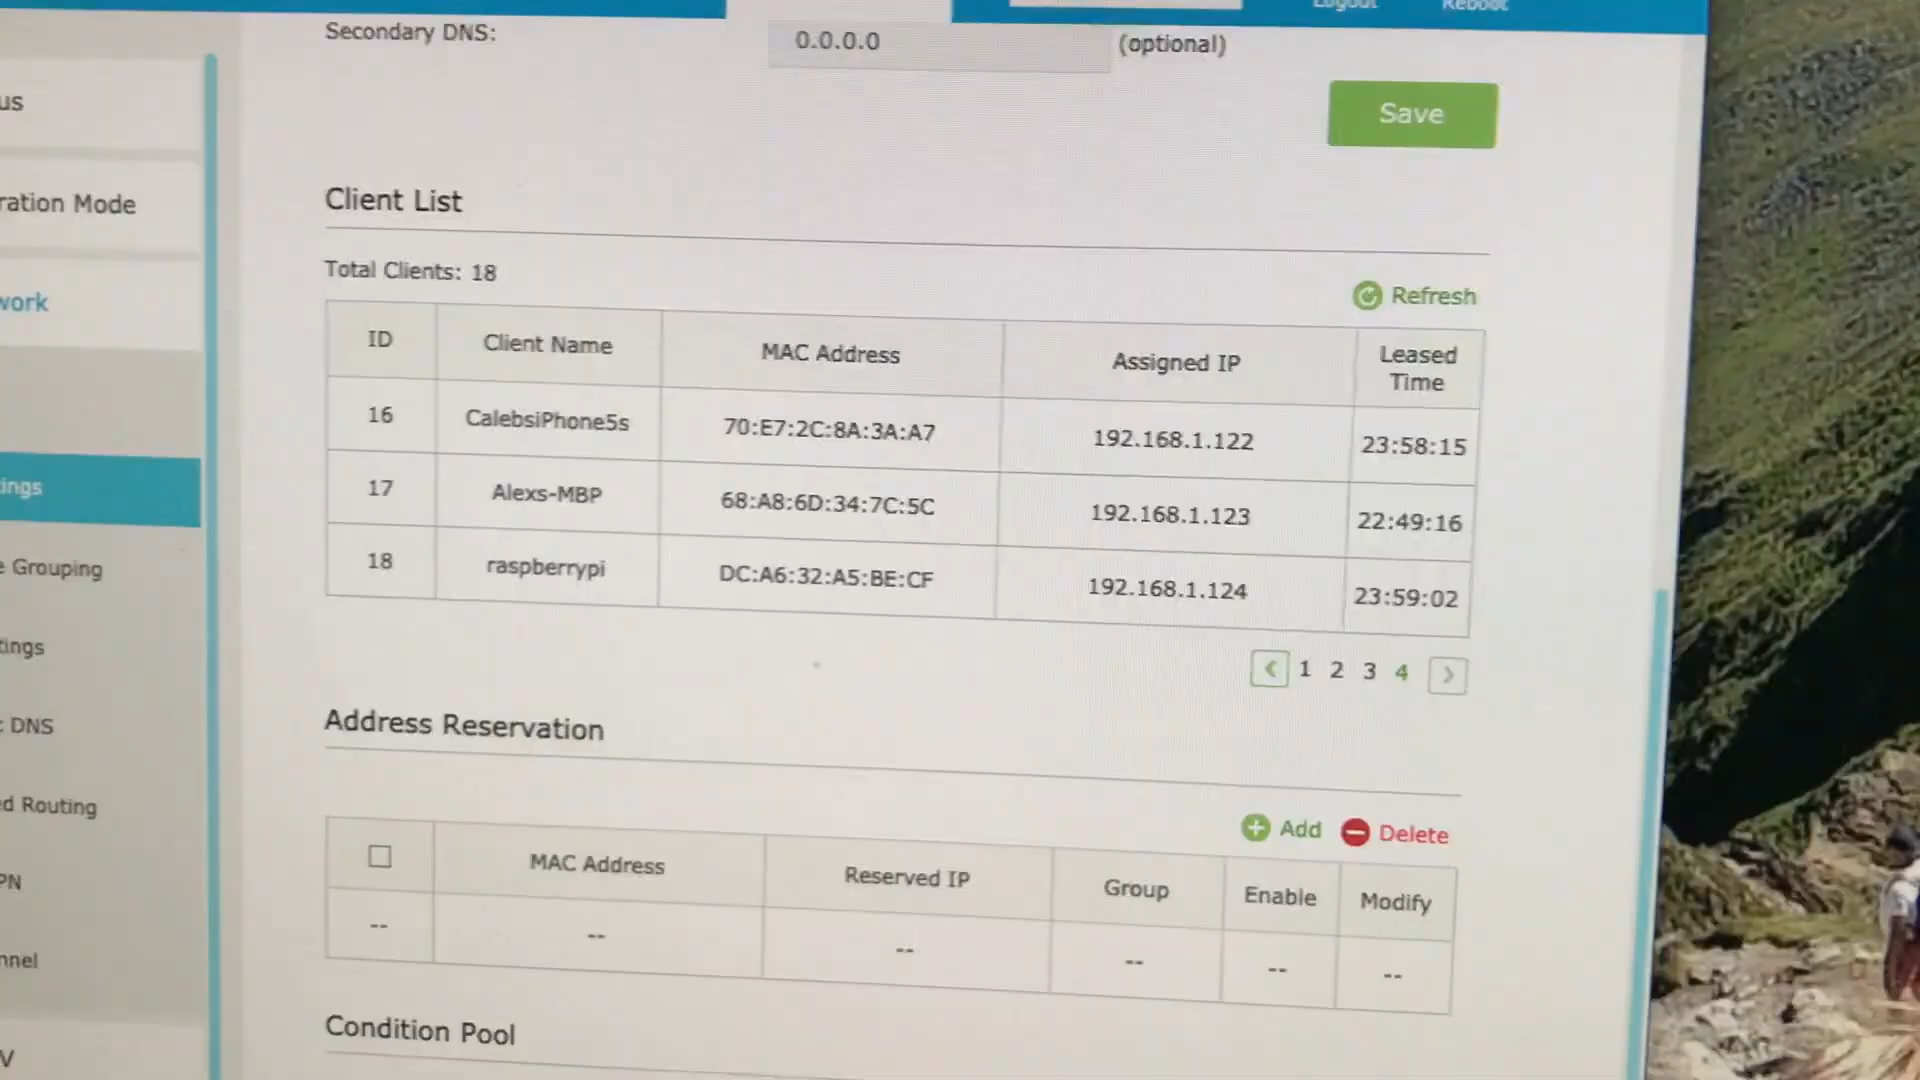 Logout Reboot
Secondary DNS: 0.0.0.0 (optional)
Save
us
ration Mode
work
ings
e Grouping
tings
c DNS
d Routing
PN
nnel
V
Client List
Total Clients: 18
Refresh
ID Client Name MAC Address Assigned IP Leased Time
16 CalebsiPhone5s 70:E7:2C:8A:3A:A7 192.168.1.122 23:58:15
17 Alexs-MBP 68:A8:6D:34:7C:5C 192.168.1.123 22:49:16
18 raspberrypi DC:A6:32:A5:BE:CF 192.168.1.124 23:59:02
< 1 2 3 4 >
Address Reservation
Add Delete
MAC Address Reserved IP Group Enable Modify
-- -- -- -- -- --
Condition Pool